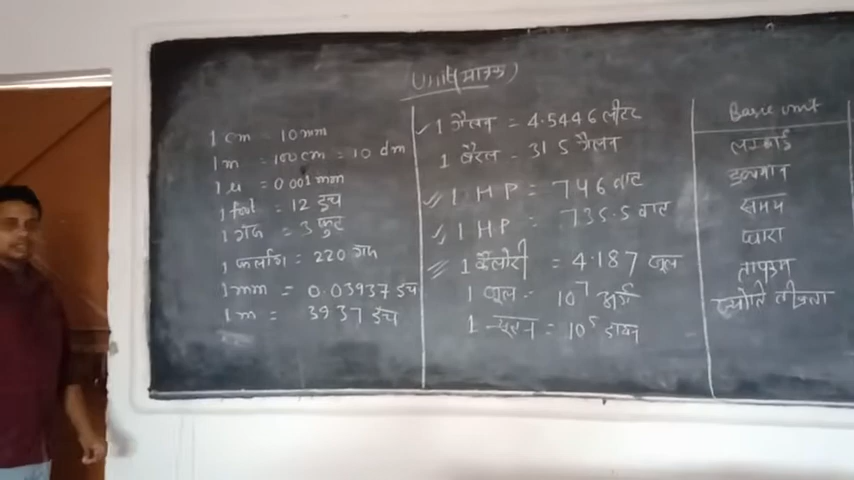 Unit(मात्रक)
1 cm = 10 mm
1 m = 100 cm = 10 dm
1 μ = 0.001 mm
1 foot = 12 इंच
1 गज = 3 फुट
1 फर्लांग = 220 गज
1 mm = 0.03937 इंच
1 m = 39.37 इंच
1 गैलन = 4.5446 लीटर
1 बैरल = 31.5 गैलन
1 HP = 746 वाट
1 HP = 735.5 वाट
1 कैलोरी = 4.187 जूल
1 जूल = 10⁷ अर्ग
1 न्यूटन = 10⁵ डाइन
Basic unit
लम्बाई
द्रव्यमान
समय
धारा
तापक्रम
ज्योति तीव्रता